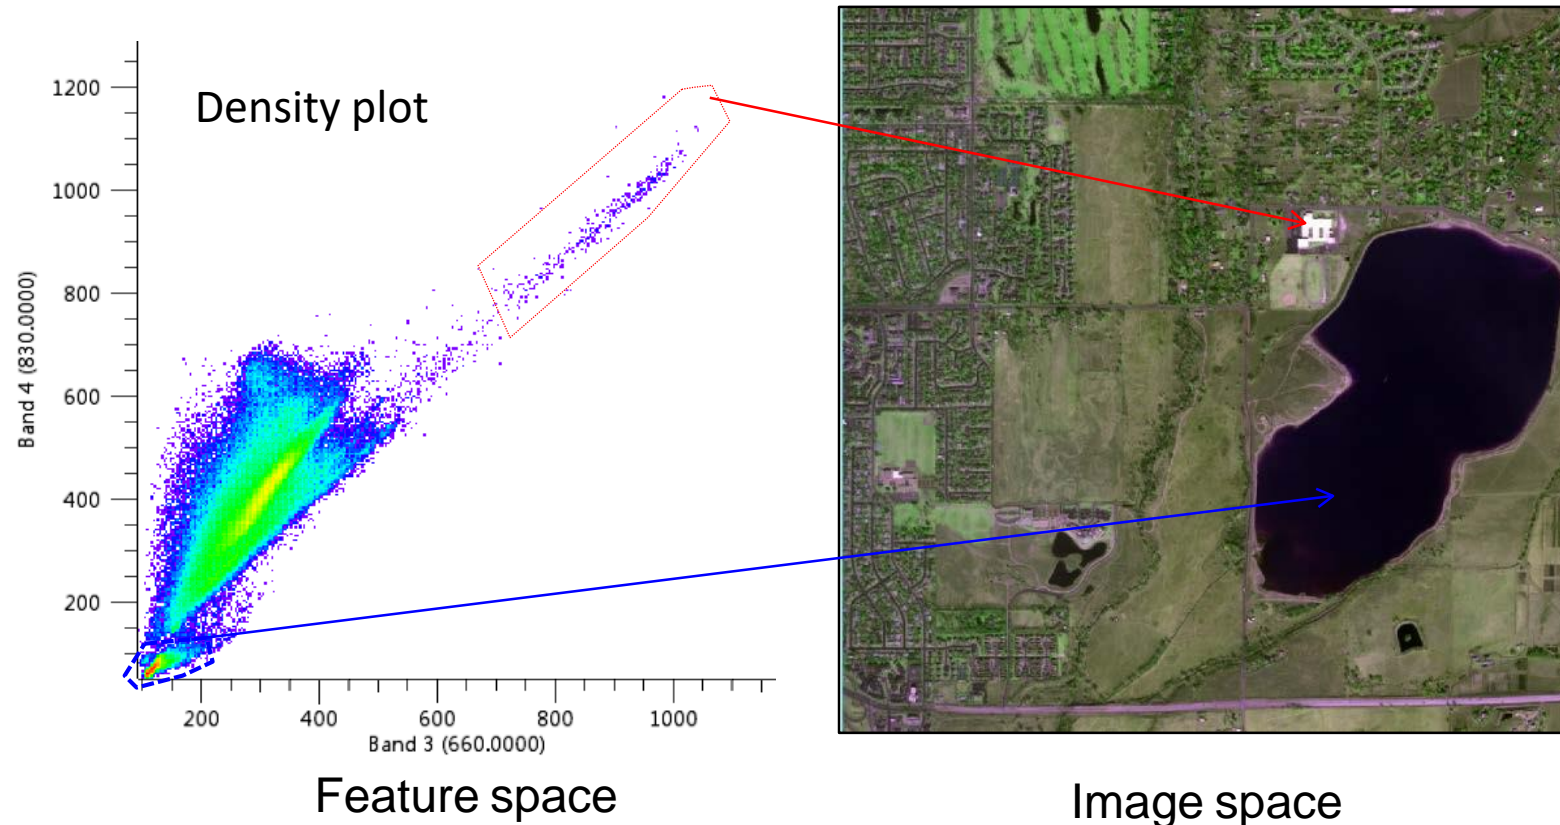 Density plot
1200
1000
800
600
400
200
Band 4 (830.0000)
200 400 600 800 1000
Band 3 (660.0000)
Feature space
Image space